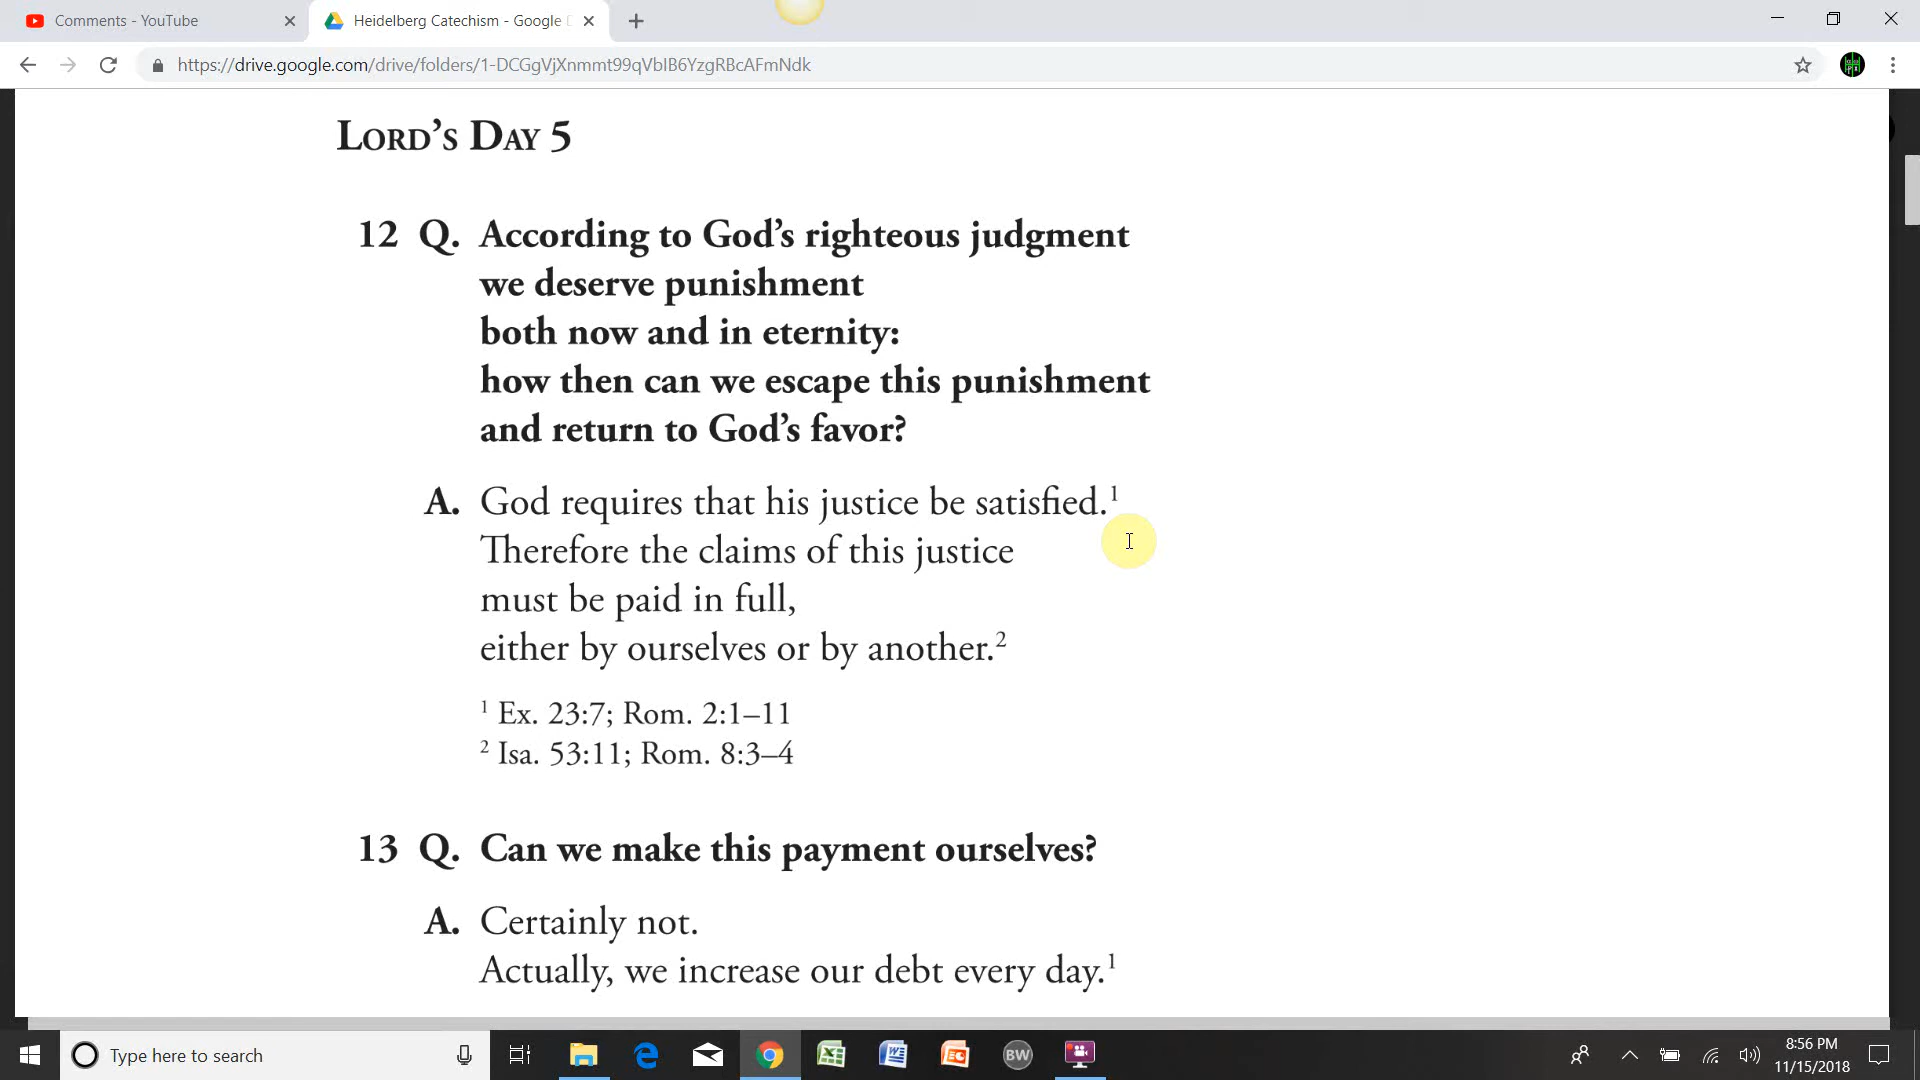 Comments - YouTube
Heidelberg Catechism - Google
https://drive.google.com/drive/folders/1-DCGgVjXnmmt99qVbIB6YzgRBcAFmNdk
LORD'S DAY 5
12 Q. According to God's righteous judgment
we deserve punishment
both now and in eternity:
how then can we escape this punishment
and return to God's favor?
A. God requires that his justice be satisfied.¹
Therefore the claims of this justice
must be paid in full,
either by ourselves or by another.²
¹ Ex. 23:7; Rom. 2:1–11
² Isa. 53:11; Rom. 8:3–4
13 Q. Can we make this payment ourselves?
A. Certainly not.
Actually, we increase our debt every day.¹
Type here to search
BW
8:56 PM
11/15/2018